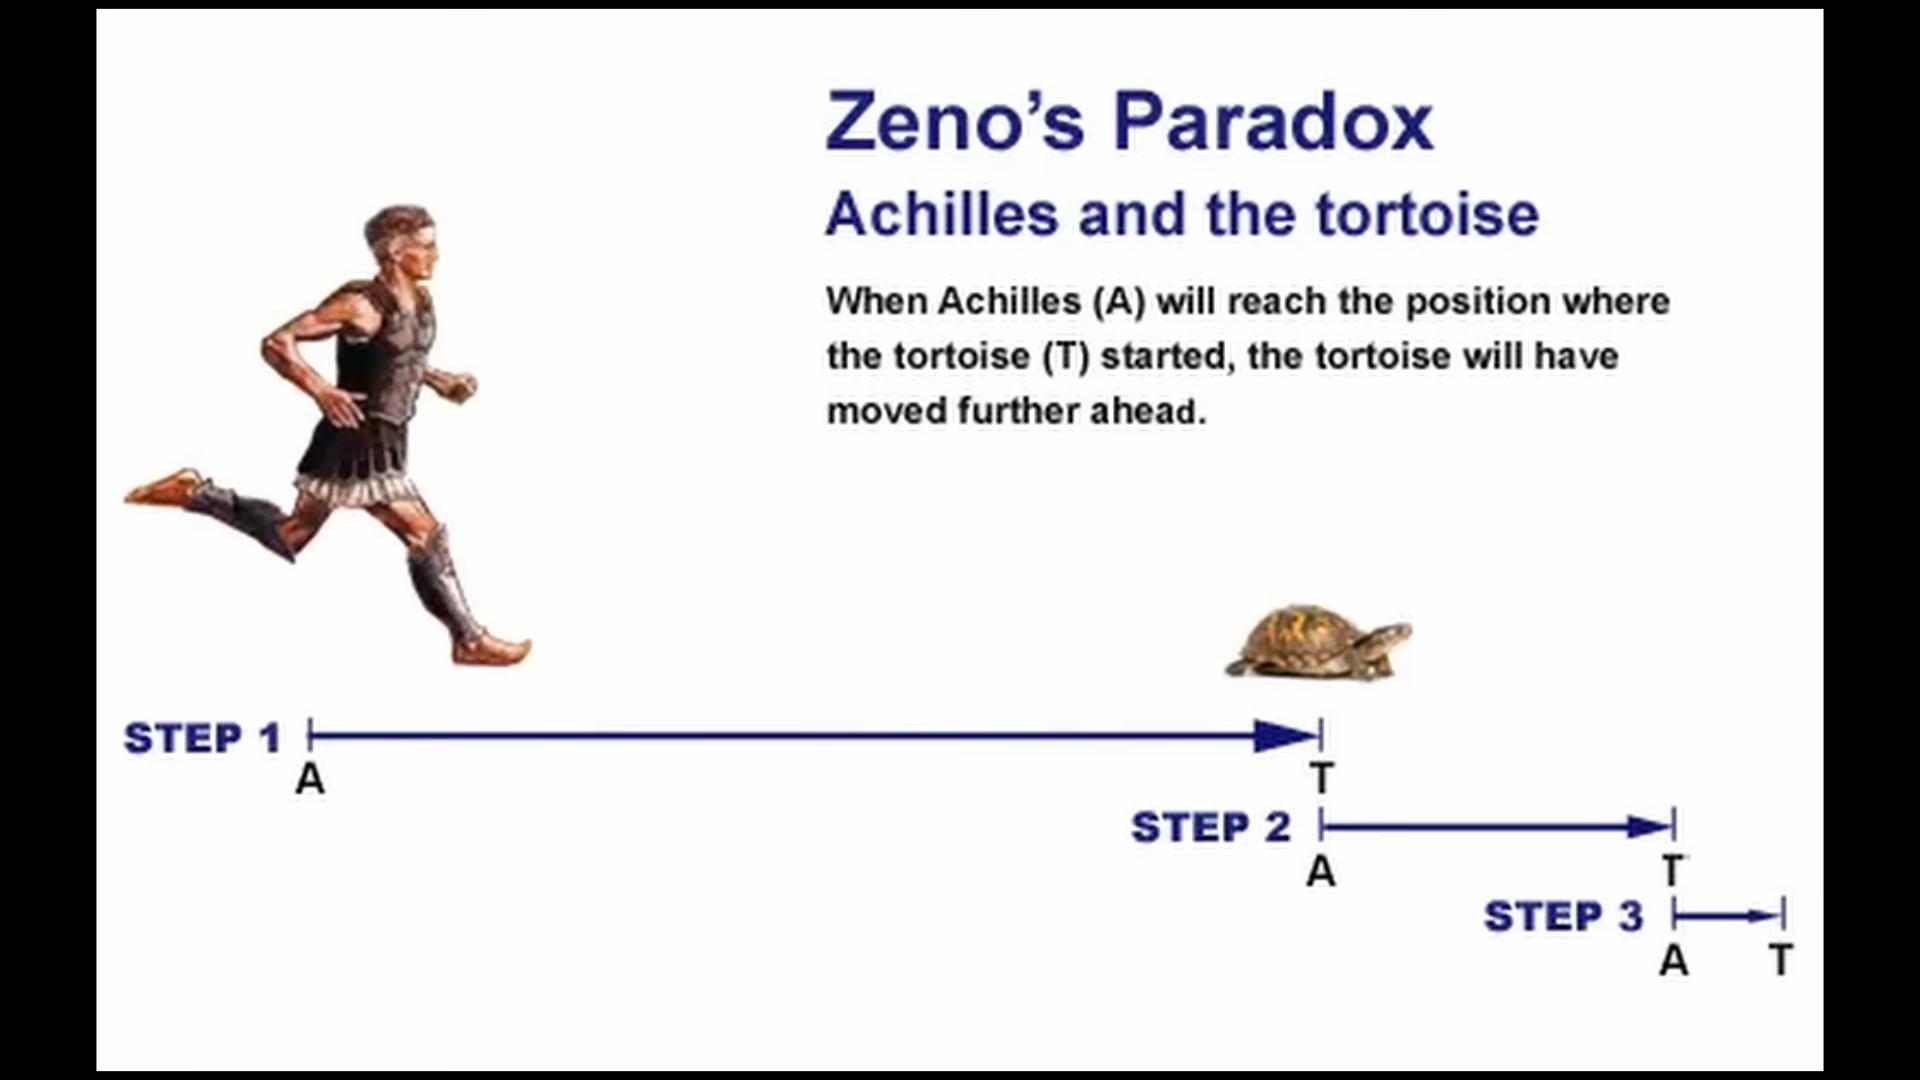 Zeno’s Paradox
Achilles and the tortoise
When Achilles (A) will reach the position where
the tortoise (T) started, the tortoise will have
moved further ahead.
STEP 1
A
T
STEP 2
A
T
STEP 3
A
T